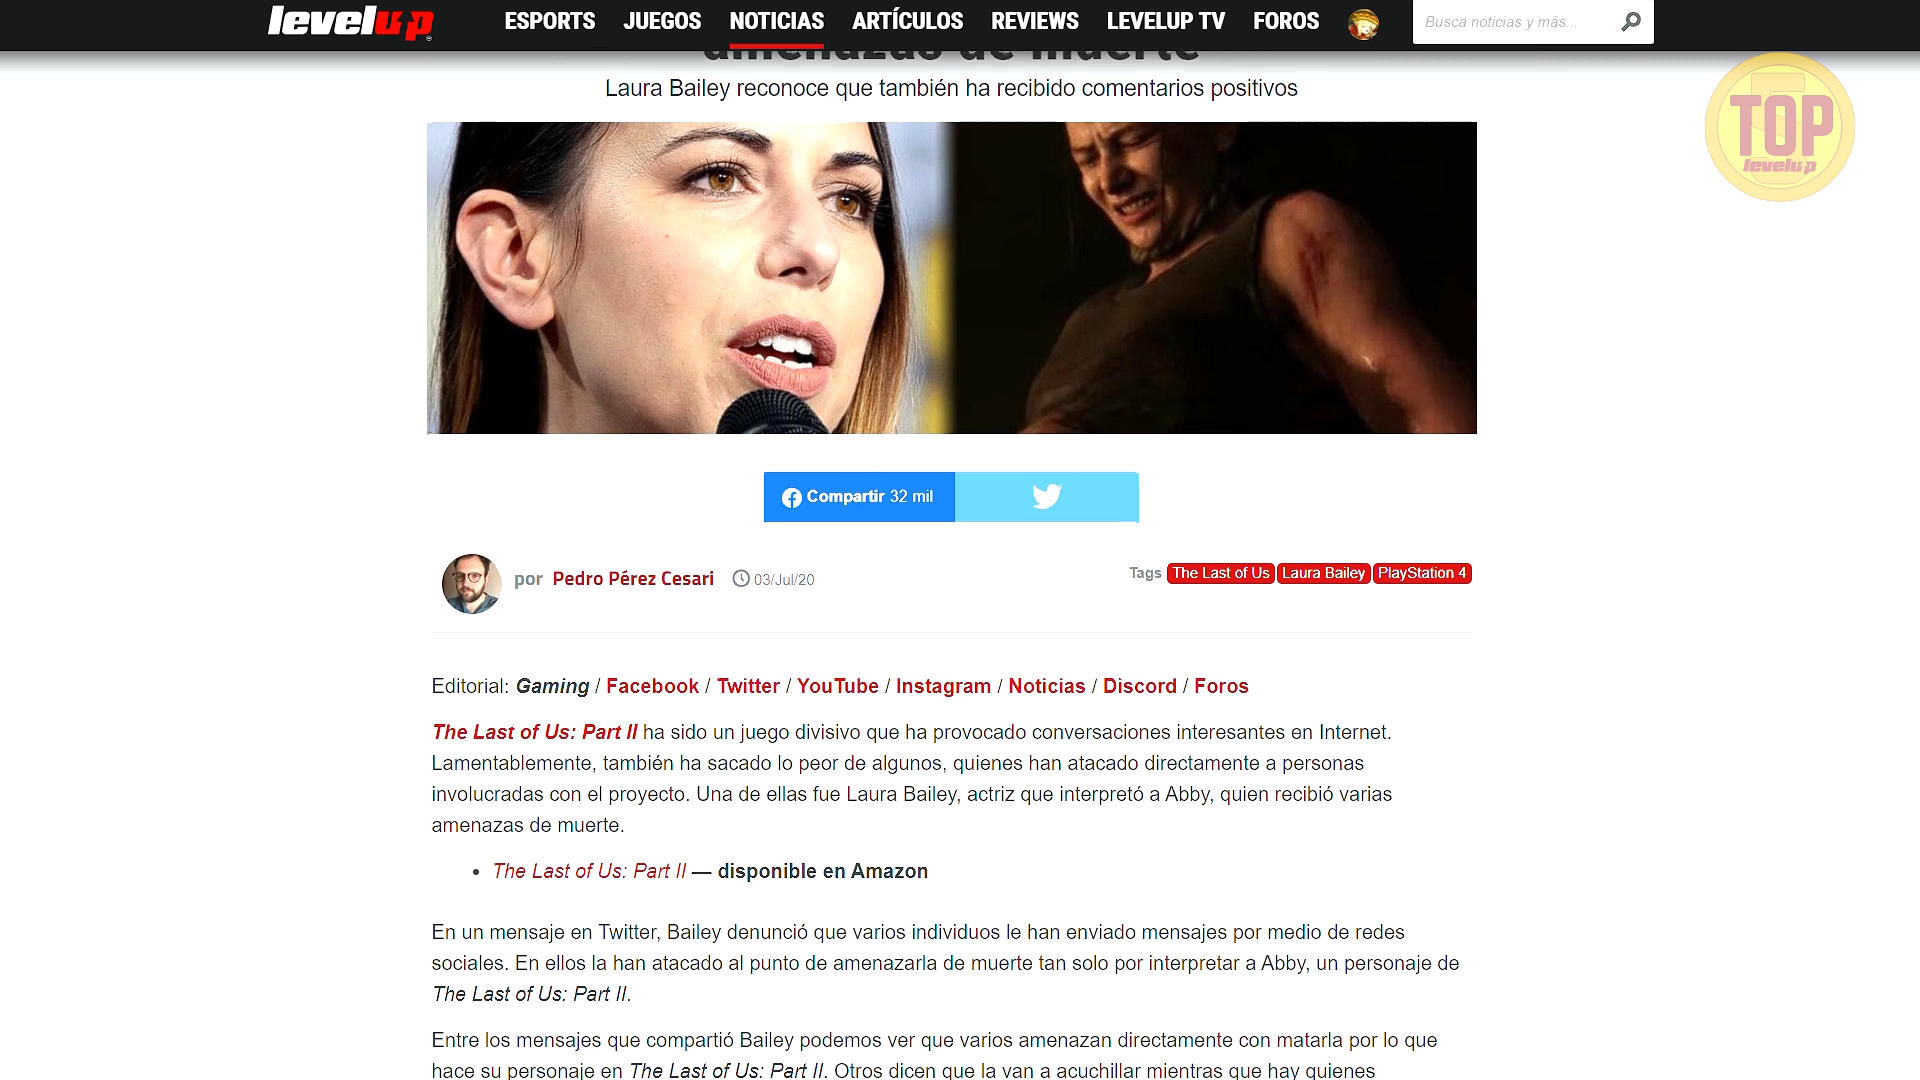 levelup
ESPORTS JUEGOS NOTICIAS ARTÍCULOS REVIEWS LEVELUP TV FOROS
Busca noticias y más...
amenazas de muerte
Laura Bailey reconoce que también ha recibido comentarios positivos
TOP
levelup
Compartir 32 mil
por Pedro Pérez Cesari 03/Jul/20
Tags The Last of Us Laura Bailey PlayStation 4
Editorial: Gaming / Facebook / Twitter / YouTube / Instagram / Noticias / Discord / Foros
The Last of Us: Part II ha sido un juego divisivo que ha provocado conversaciones interesantes en Internet.
Lamentablemente, también ha sacado lo peor de algunos, quienes han atacado directamente a personas
involucradas con el proyecto. Una de ellas fue Laura Bailey, actriz que interpretó a Abby, quien recibió varias
amenazas de muerte.
• The Last of Us: Part II — disponible en Amazon
En un mensaje en Twitter, Bailey denunció que varios individuos le han enviado mensajes por medio de redes
sociales. En ellos la han atacado al punto de amenazarla de muerte tan solo por interpretar a Abby, un personaje de
The Last of Us: Part II.
Entre los mensajes que compartió Bailey podemos ver que varios amenazan directamente con matarla por lo que
hace su personaje en The Last of Us: Part II. Otros dicen que la van a acuchillar mientras que hay quienes